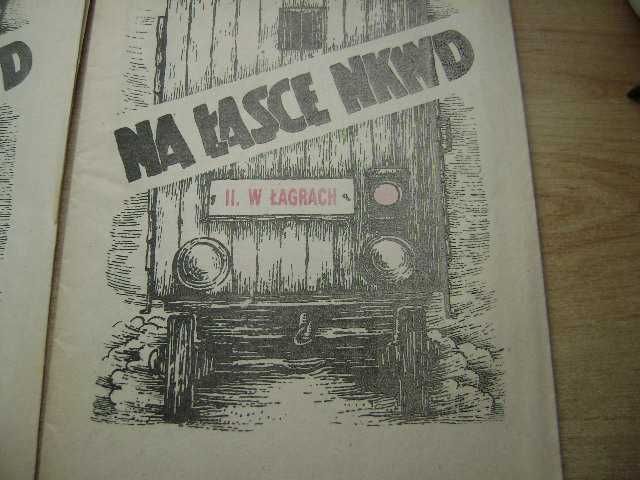 D
NA ŁASCE NKWD
II. W ŁAGRACH